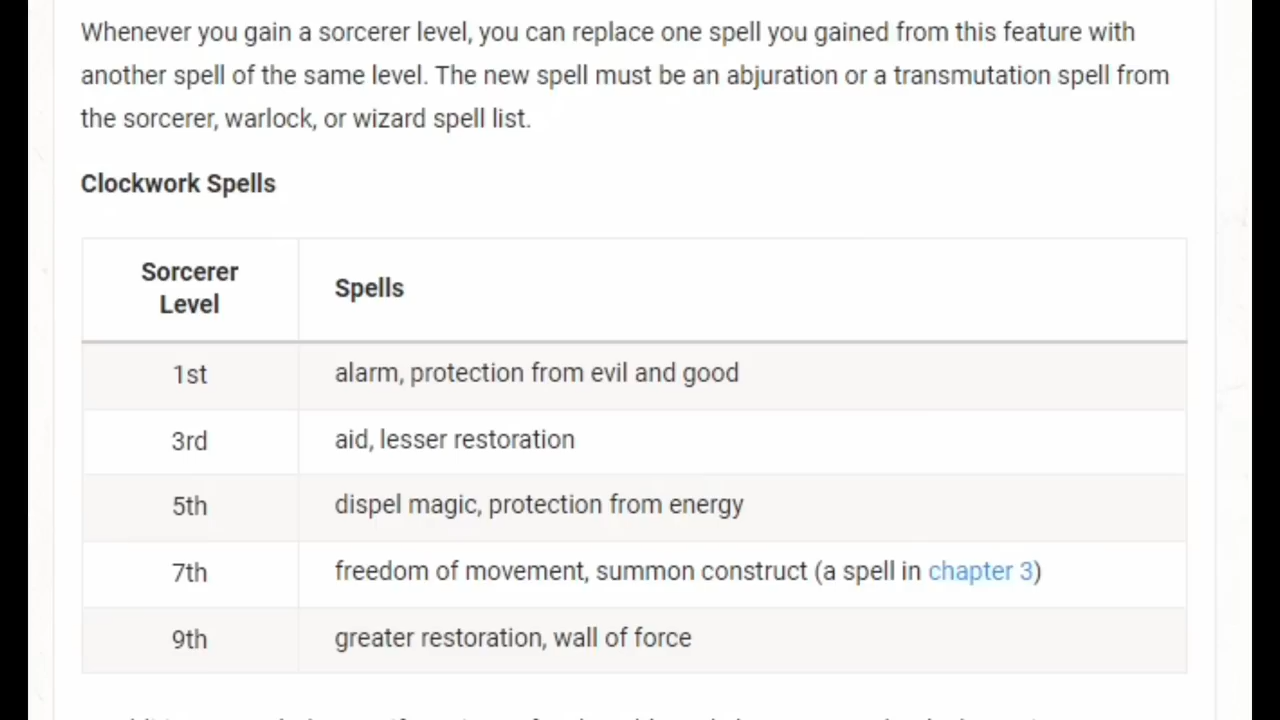 Whenever you gain a sorcerer level, you can replace one spell you gained from this feature with
another spell of the same level. The new spell must be an abjuration or a transmutation spell from
the sorcerer, warlock, or wizard spell list.
Clockwork Spells
Sorcerer
Level
Spells
1st
alarm, protection from evil and good
3rd
aid, lesser restoration
5th
dispel magic, protection from energy
7th
freedom of movement, summon construct (a spell in chapter 3)
9th
greater restoration, wall of force